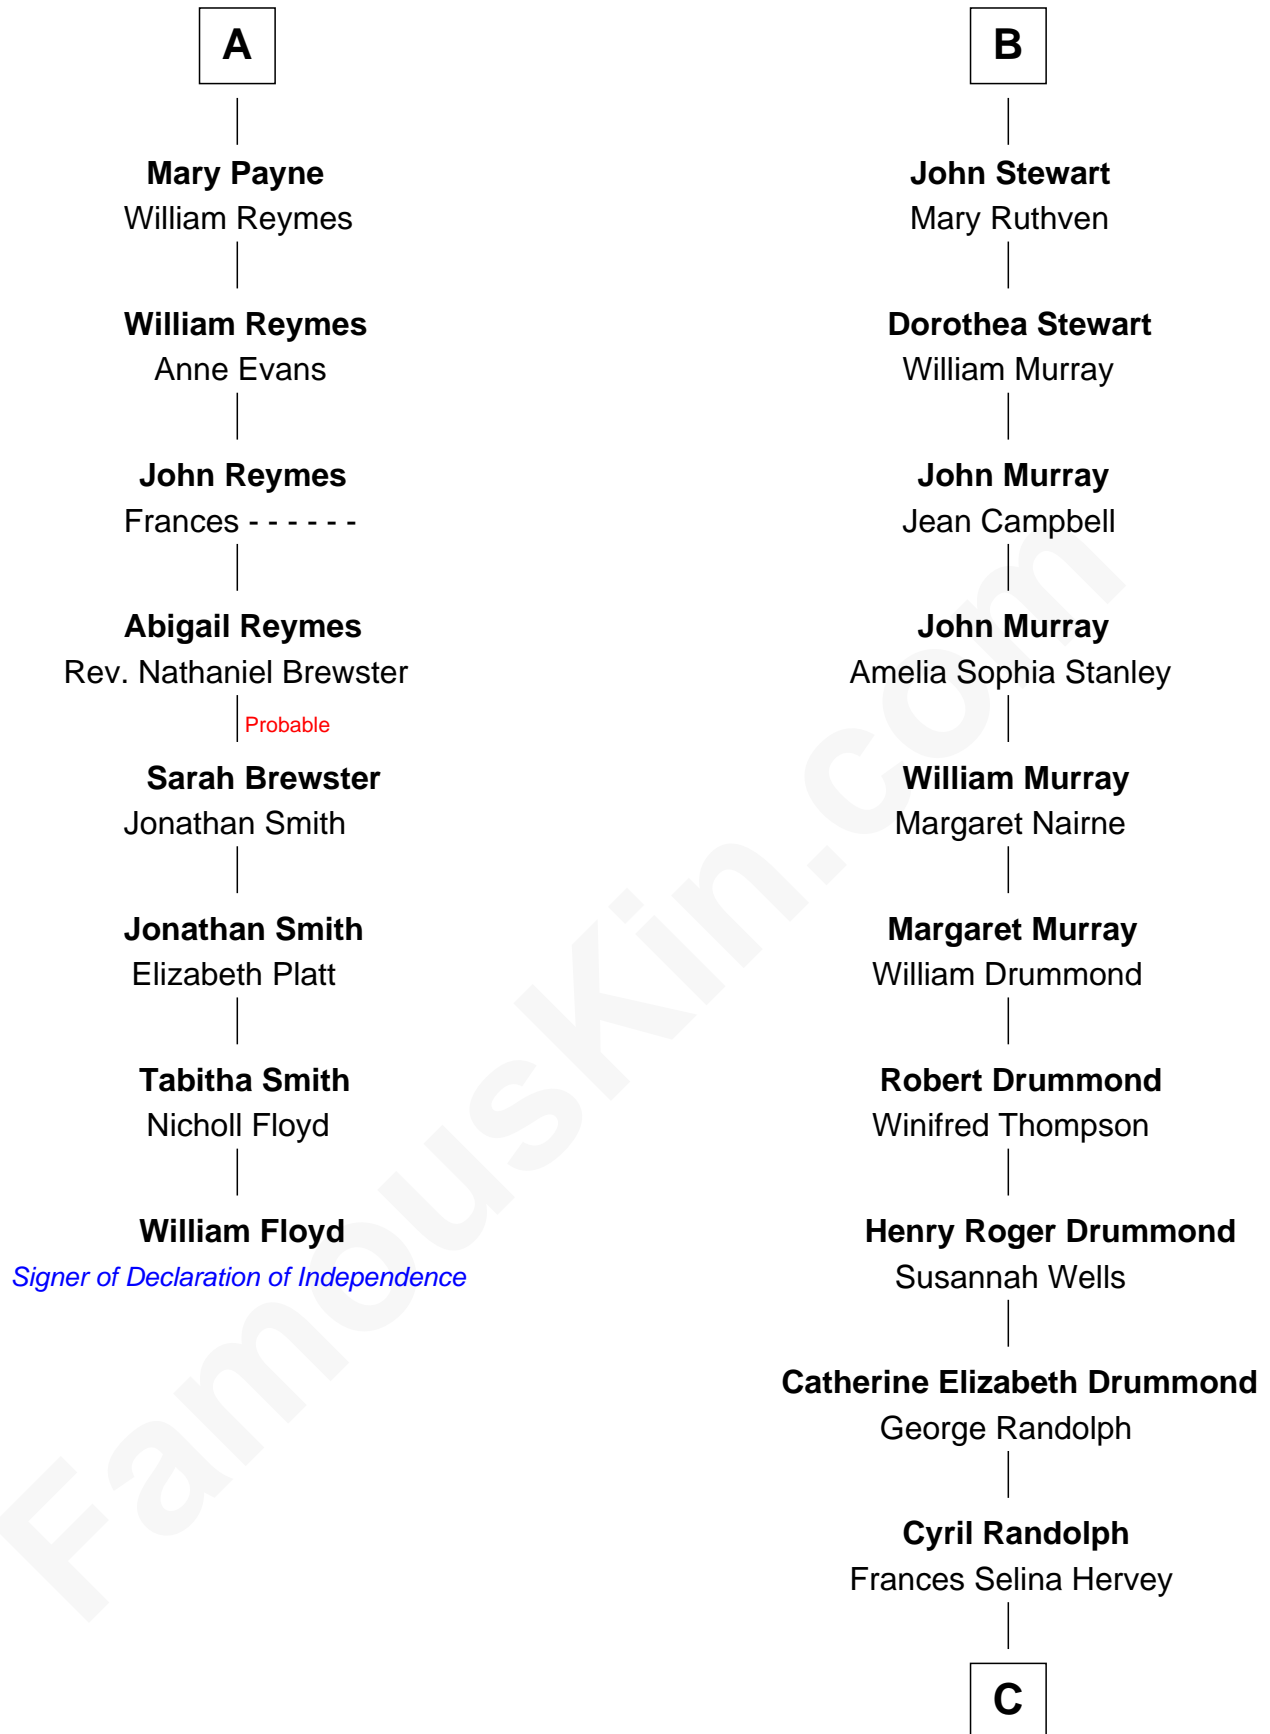 A
Mary Payne
William Reymes
William Reymes
Anne Evans
John Reymes
Frances - - - - - -
Abigail Reymes
Rev. Nathaniel Brewster
Probable
Sarah Brewster
Jonathan Smith
Jonathan Smith
Elizabeth Platt
Tabitha Smith
Nicholl Floyd
William Floyd
Signer of Declaration of Independence
B
John Stewart
Mary Ruthven
Dorothea Stewart
William Murray
John Murray
Jean Campbell
John Murray
Amelia Sophia Stanley
William Murray
Margaret Nairne
Margaret Murray
William Drummond
Robert Drummond
Winifred Thompson
Henry Roger Drummond
Susannah Wells
Catherine Elizabeth Drummond
George Randolph
Cyril Randolph
Frances Selina Hervey
C
FamousKin.com